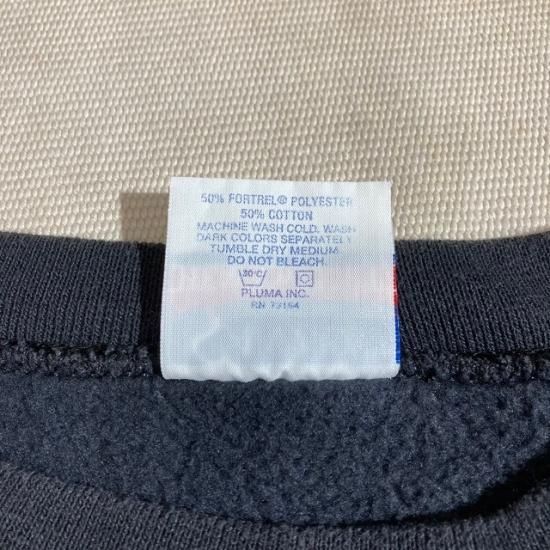 50% FORTREL® POLYESTER
50% COTTON
MACHINE WASH COLD. WASH
DARK COLORS SEPARATELY
TUMBLE DRY MEDIUM.
DO NOT BLEACH.
30°C
PLUMA INC.
RN 73164